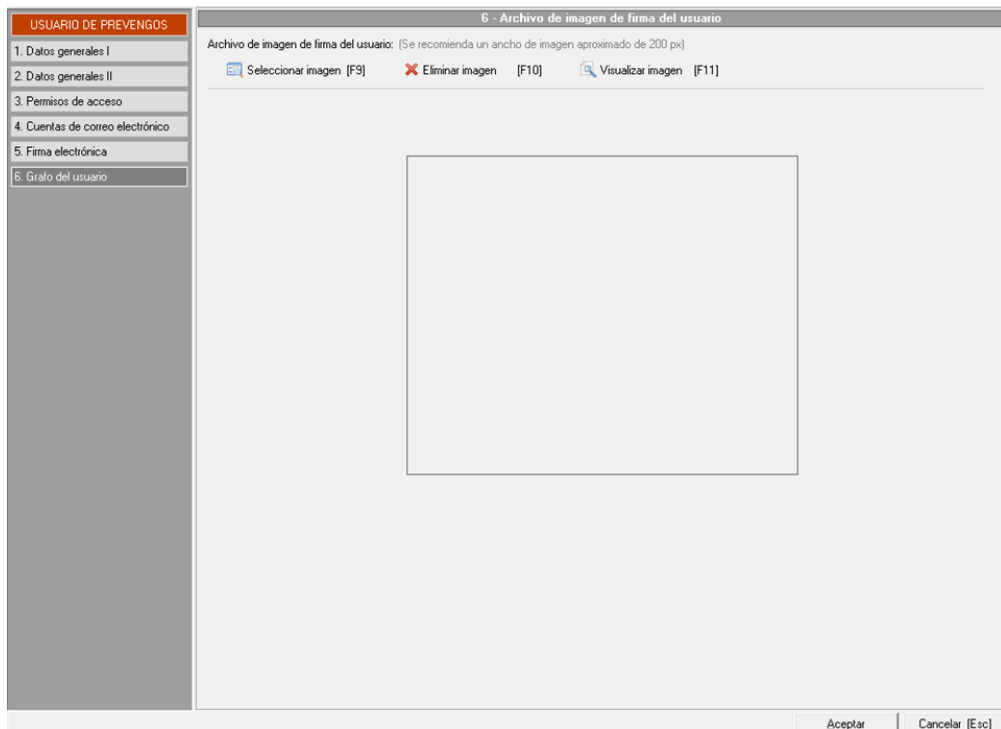 USUARIO DE PREVENGOS
1. Datos generales I
2. Datos generales II
3. Permisos de acceso
4. Cuentas de correo electrónico
5. Firma electrónica
6. Grafo del usuario
6 - Archivo de imagen de firma del usuario
Archivo de imagen de firma del usuario: (Se recomienda un ancho de imagen aproximado de 200 px)
Seleccionar imagen [F9] Eliminar imagen [F10] Visualizar imagen [F11]
Aceptar Cancelar [Esc]